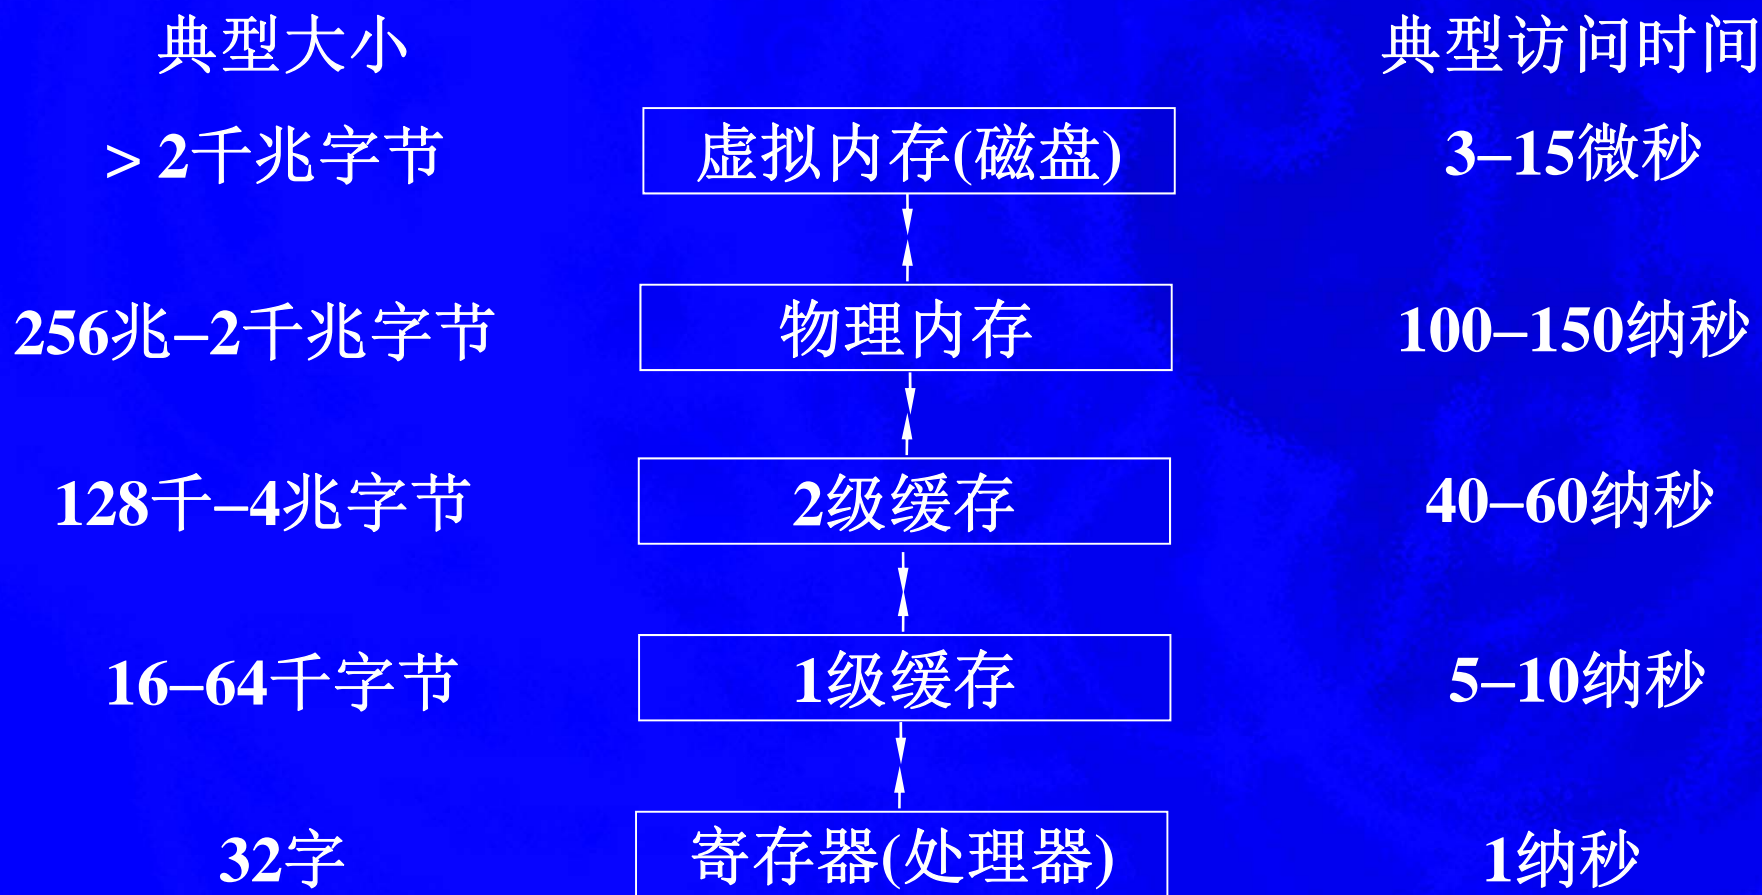 典型大小 典型访问时间
> 2千兆字节 虚拟内存(磁盘) 3–15微秒
256兆–2千兆字节 物理内存 100–150纳秒
128千–4兆字节 2级缓存 40–60纳秒
16–64千字节 1级缓存 5–10纳秒
32字 寄存器(处理器) 1纳秒